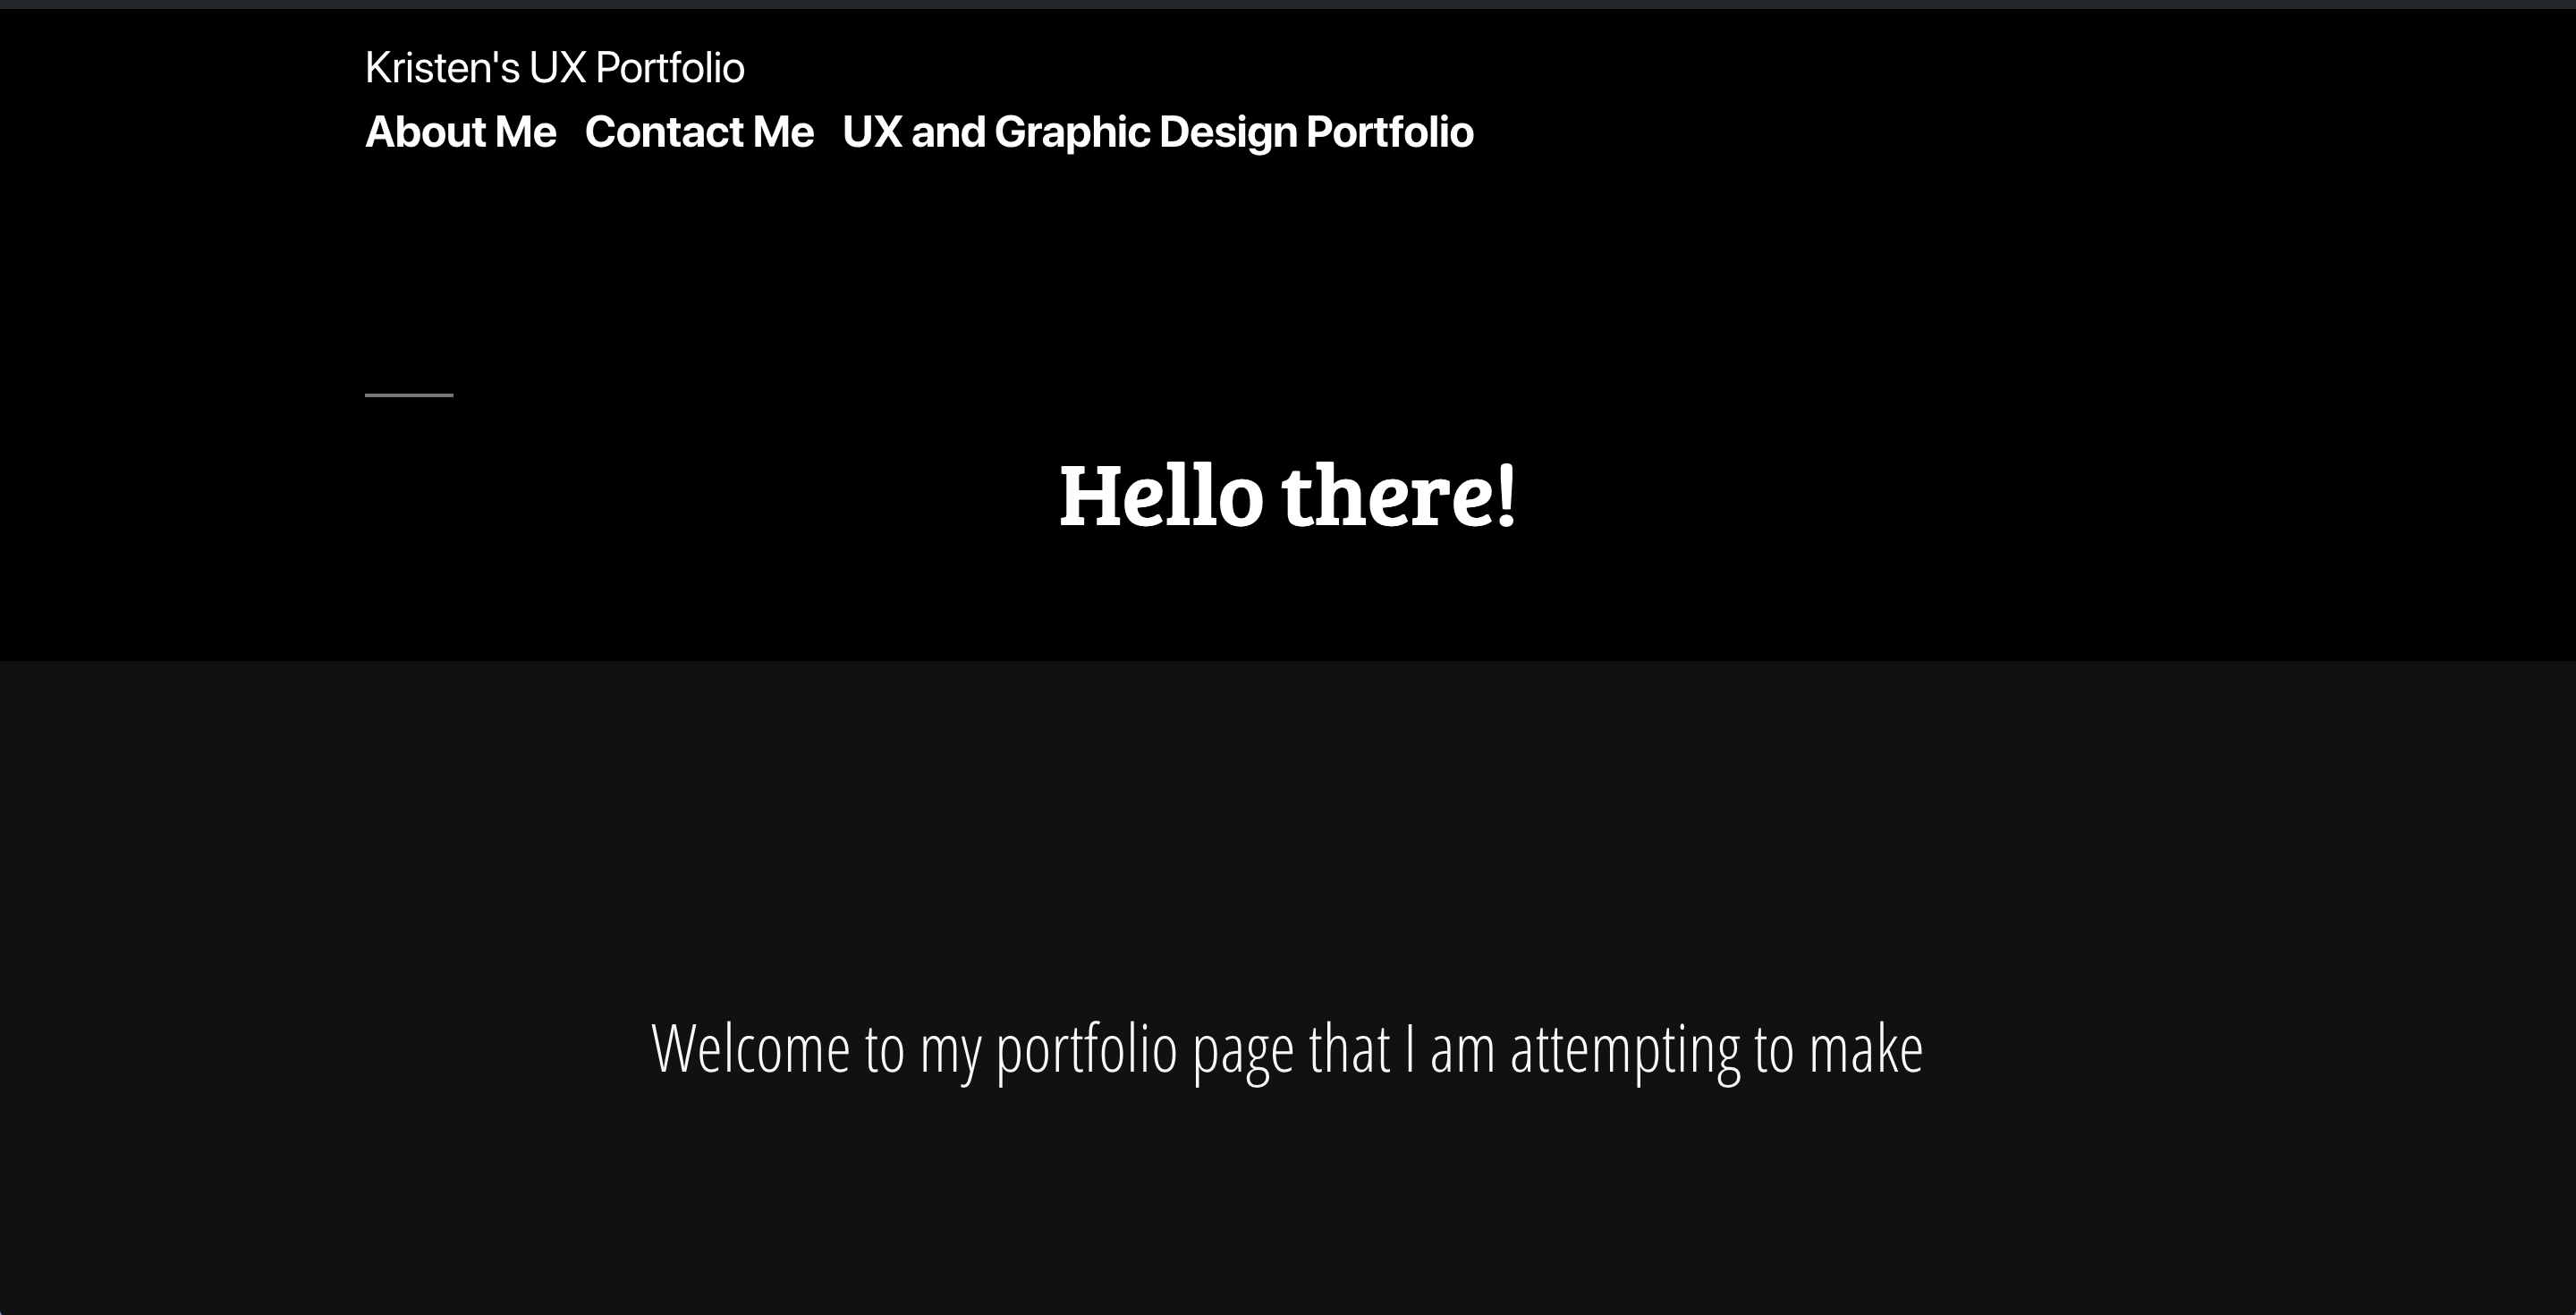 Kristen's UX Portfolio
About Me Contact Me UX and Graphic Design Portfolio
Hello there!
Welcome to my portfolio page that I am attempting to make